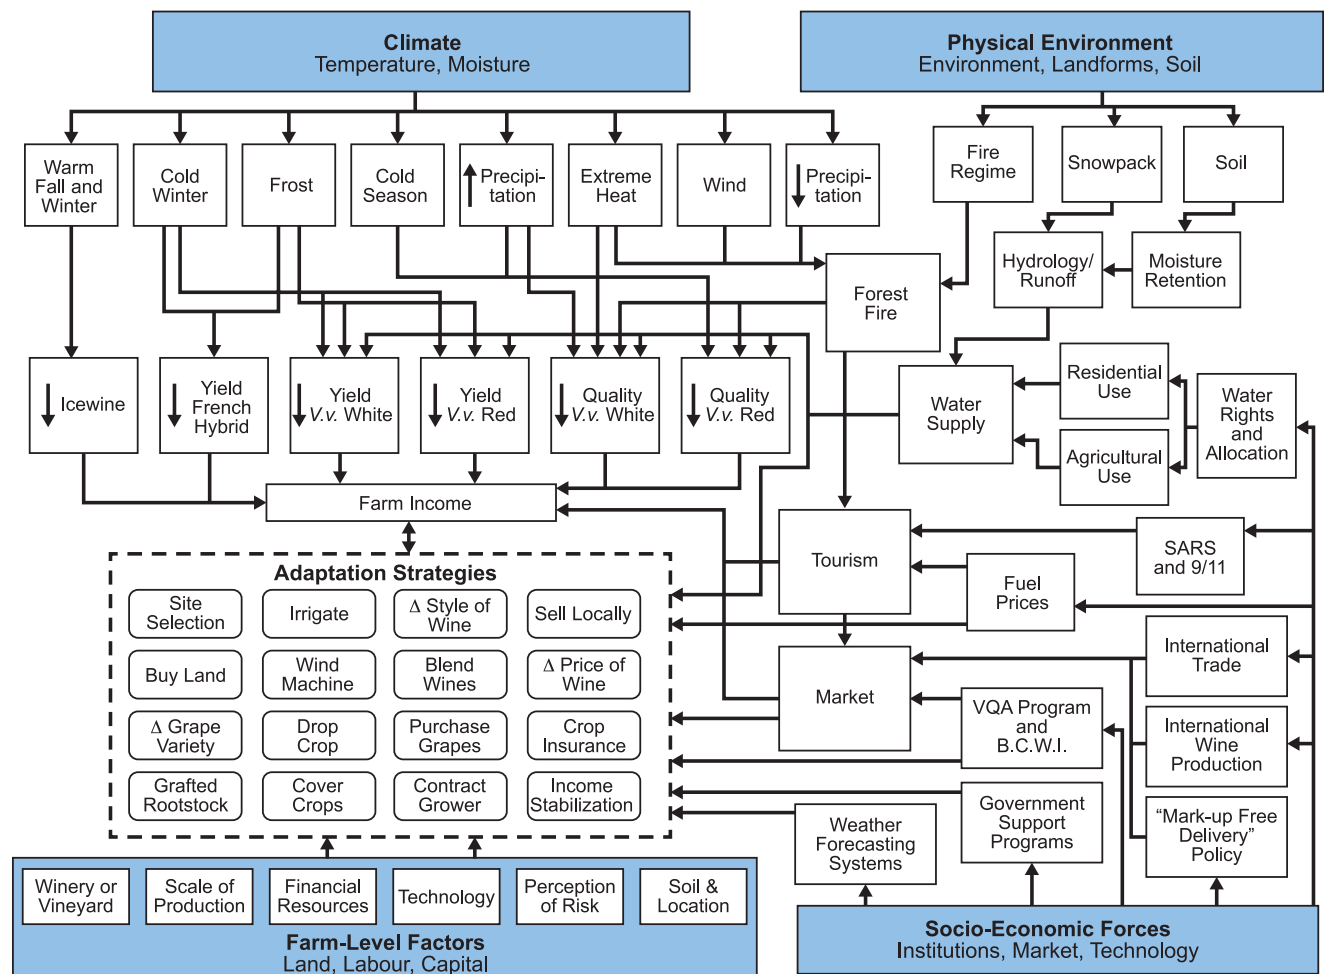 Climate
Temperature, Moisture
Physical Environment
Environment, Landforms, Soil
Warm
Fall and
Winter
Cold
Winter
Frost
Cold
Season
Precipi-
tation
Extreme
Heat
Wind
Precipi-
tation
Fire
Regime
Snowpack
Soil
Hydrology/
Runoff
Moisture
Retention
Forest
Fire
Icewine
Yield
French
Hybrid
Yield
V.v. White
Yield
V.v. Red
Quality
V.v. White
Quality
V.v. Red
Water
Supply
Residential
Use
Agricultural
Use
Water
Rights
and
Allocation
Farm Income
Tourism
SARS
and 9/11
Fuel
Prices
Market
International
Trade
VQA Program
and
B.C.W.I.
International
Wine
Production
Weather
Forecasting
Systems
Government
Support
Programs
“Mark-up Free
Delivery”
Policy
Adaptation Strategies
Site
Selection
Irrigate
Δ Style of
Wine
Sell Locally
Buy Land
Wind
Machine
Blend
Wines
Δ Price of
Wine
Δ Grape
Variety
Drop
Crop
Purchase
Grapes
Crop
Insurance
Grafted
Rootstock
Cover
Crops
Contract
Grower
Income
Stabilization
Winery or
Vineyard
Scale of
Production
Financial
Resources
Technology
Perception
of Risk
Soil &
Location
Farm-Level Factors
Land, Labour, Capital
Socio-Economic Forces
Institutions, Market, Technology